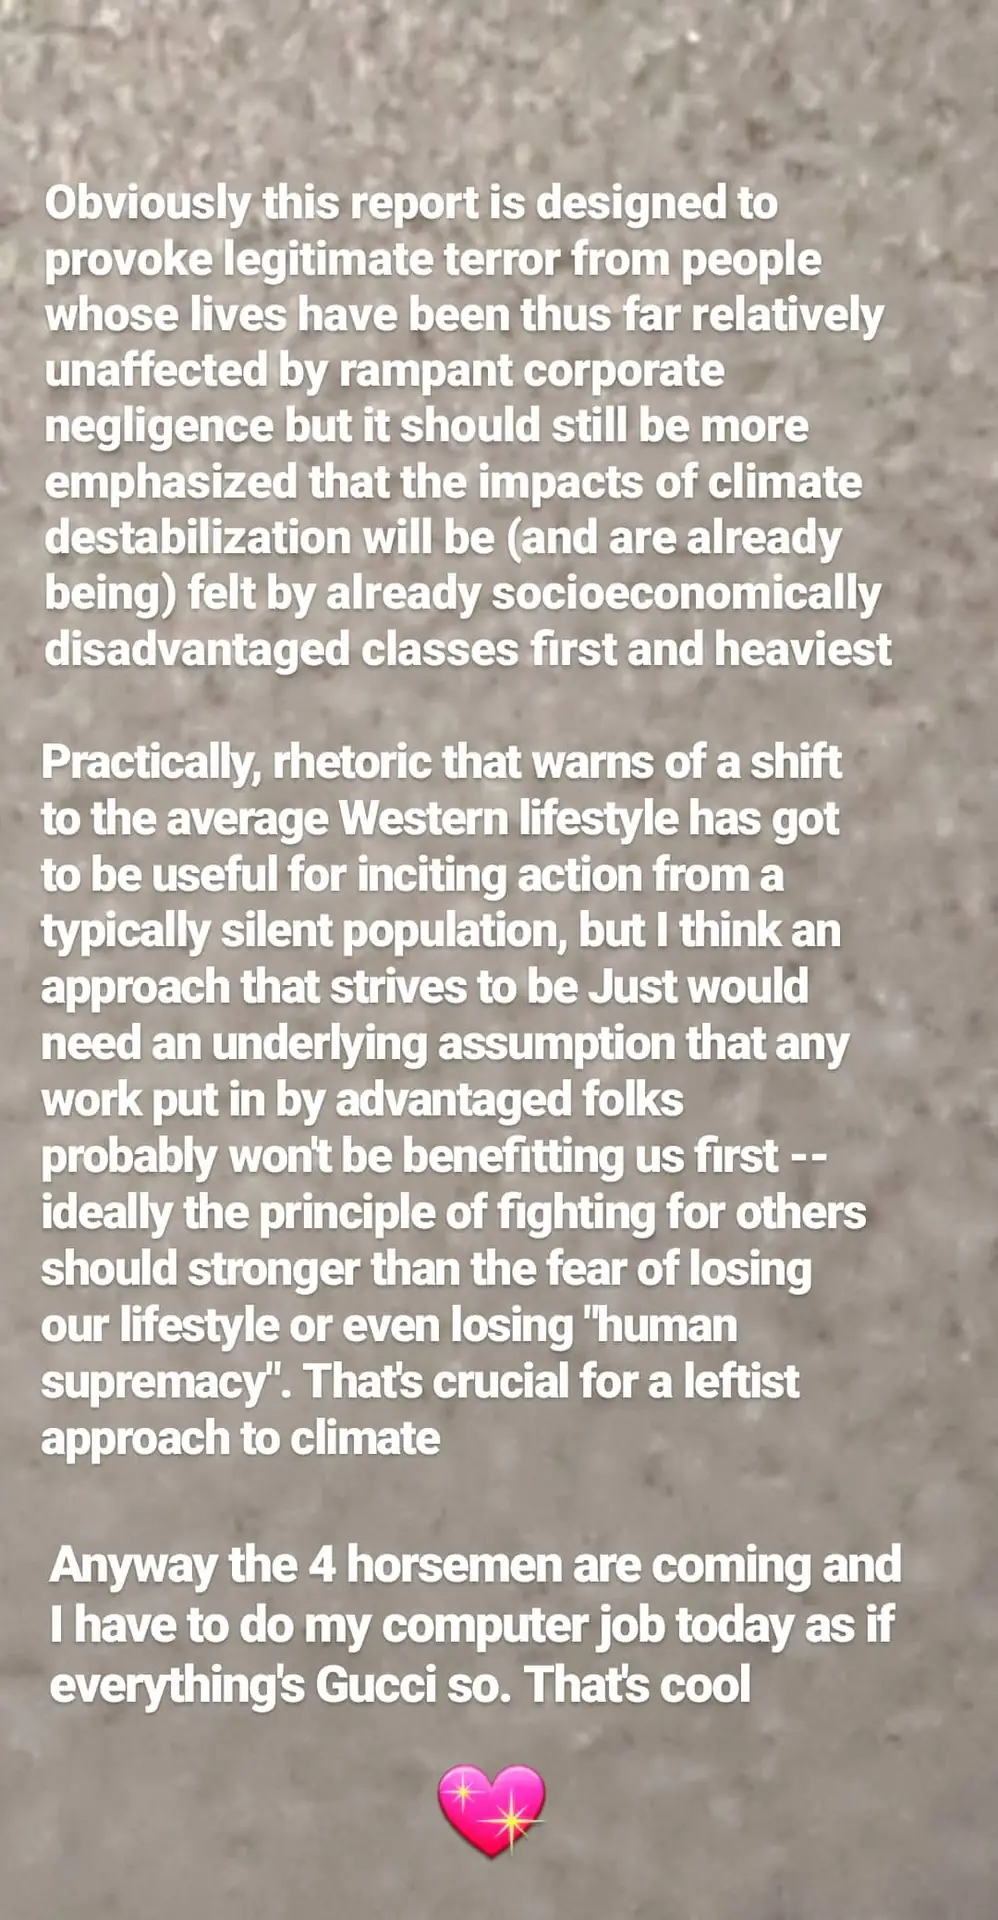 Obviously this report is designed to
provoke legitimate terror from people
whose lives have been thus far relatively
unaffected by rampant corporate
negligence but it should still be more
emphasized that the impacts of climate
destabilization will be (and are already
being) felt by already socioeconomically
disadvantaged classes first and heaviest
Practically, rhetoric that warns of a shift
to the average Western lifestyle has got
to be useful for inciting action from a
typically silent population, but I think an
approach that strives to be Just would
need an underlying assumption that any
work put in by advantaged folks
probably won't be benefitting us first --
ideally the principle of fighting for others
should stronger than the fear of losing
our lifestyle or even losing "human
supremacy". That's crucial for a leftist
approach to climate
Anyway the 4 horsemen are coming and
I have to do my computer job today as if
everything's Gucci so. That's cool